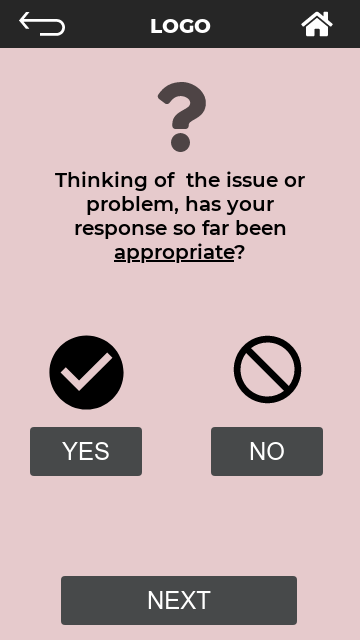 LOGO
Thinking of  the issue or
problem, has your
response so far been
appropriate?
YES
NO
NEXT